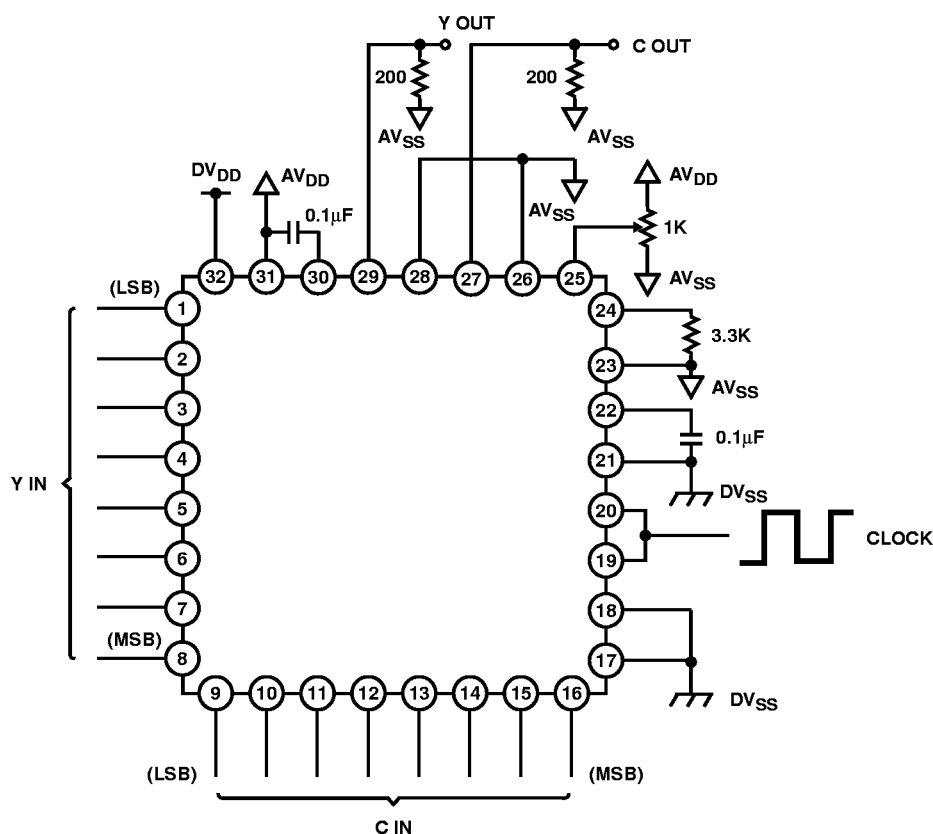 Y OUT
C OUT
200
200
AVSS
AVSS
DVDD
AVDD
AVDD
0.1µF
AVSS
1K
AVSS
32 31 30 29 28 27 26 25
(LSB)
1
24
3.3K
2
23
AVSS
3
22
0.1µF
4
21
Y IN
DVSS
5
20
CLOCK
6
19
7
18
(MSB)
8
17
DVSS
9 10 11 12 13 14 15 16
(LSB)
(MSB)
C IN